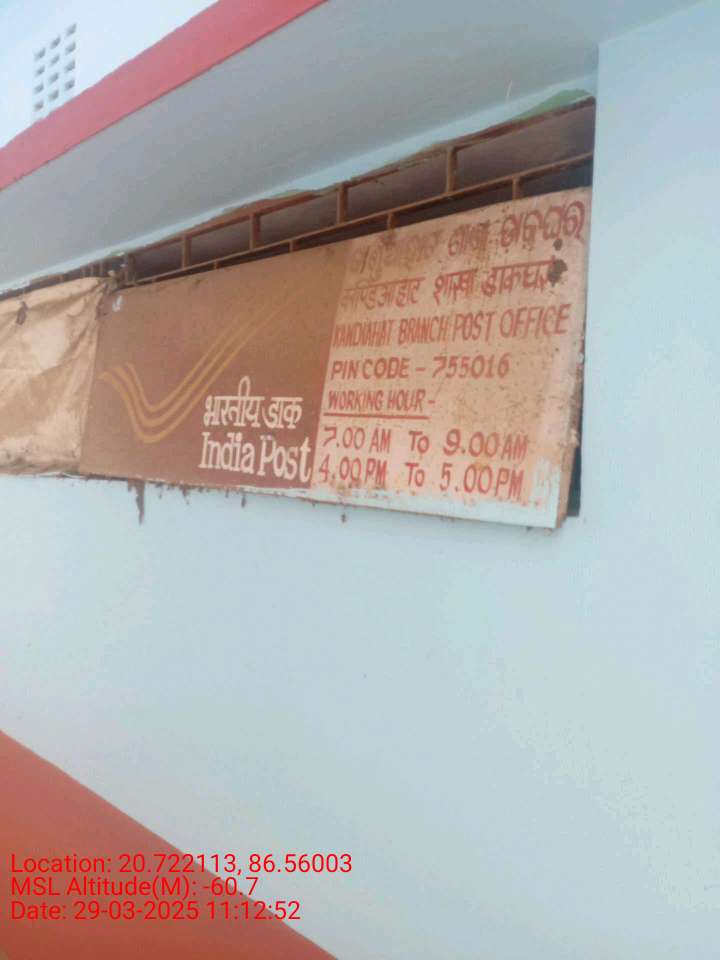 ଶାଖା ଡାକଘର
काण्डिआहाट शाखा डाकघर
KANDIAHAT BRANCH POST OFFICE
PIN CODE - 755016
WORKING HOUR -
7.00 AM To 9.00 AM
4.00 PM To 5.00 PM
भारतीय डाक
India Post
Location: 20.722113, 86.56003
MSL Altitude(M): -60.7
Date: 29-03-2025 11:12:52